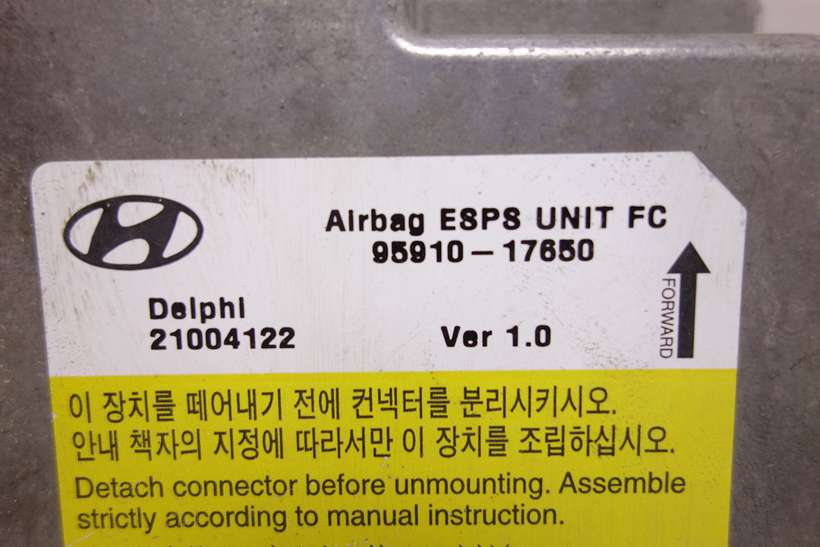 Airbag ESPS UNIT FC
95910-17650
Delphi
21004122
Ver 1.0
FORWARD
이 장치를 떼어내기 전에 컨넥터를 분리시키시오.
안내 책자의 지정에 따라서만 이 장치를 조립하십시오.
Detach connector before unmounting. Assemble
strictly according to manual instruction.